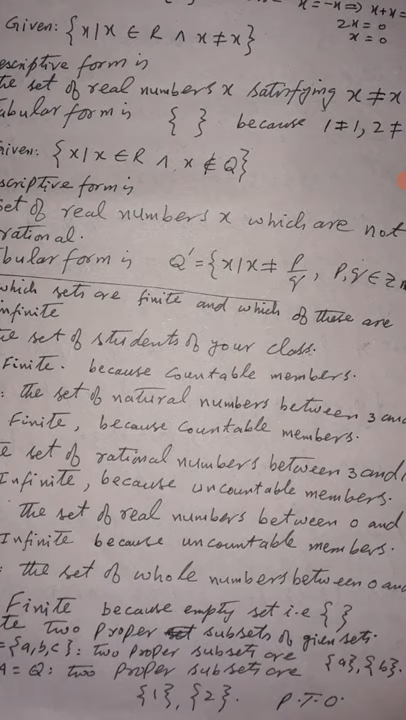 x = -x ⇒ x + x =
2x = 0
x = 0
Given: {x | x ∈ R ∧ x ≠ x}
escriptive form is
he set of real numbers x satisfying x ≠ x
abular form is { } because 1 ≠ 1, 2 ≠
iven: {x | x ∈ R ∧ x ∉ Q}
scriptive form is
set of real numbers x which are not
rational.
bular form is Q' = {x | x ≠ p/q, p, q ∈ Z
which sets are finite and which of these are
infinite
he set of students of your class.
Finite. because countable members.
: the set of natural numbers between 3 and
Finite, because countable members.
e set of rational numbers between 3 and
Infinite, because uncountable members.
The set of real numbers between 0 and
Infinite because uncountable members.
: the set of whole numbers between 0 and
Finite because empty set i.e { }
te two proper subsets of given sets.
= {a, b, c} : two proper subsets are {a}, {b}.
A = Q : two proper subsets are
{1}, {2}. P.T.O.